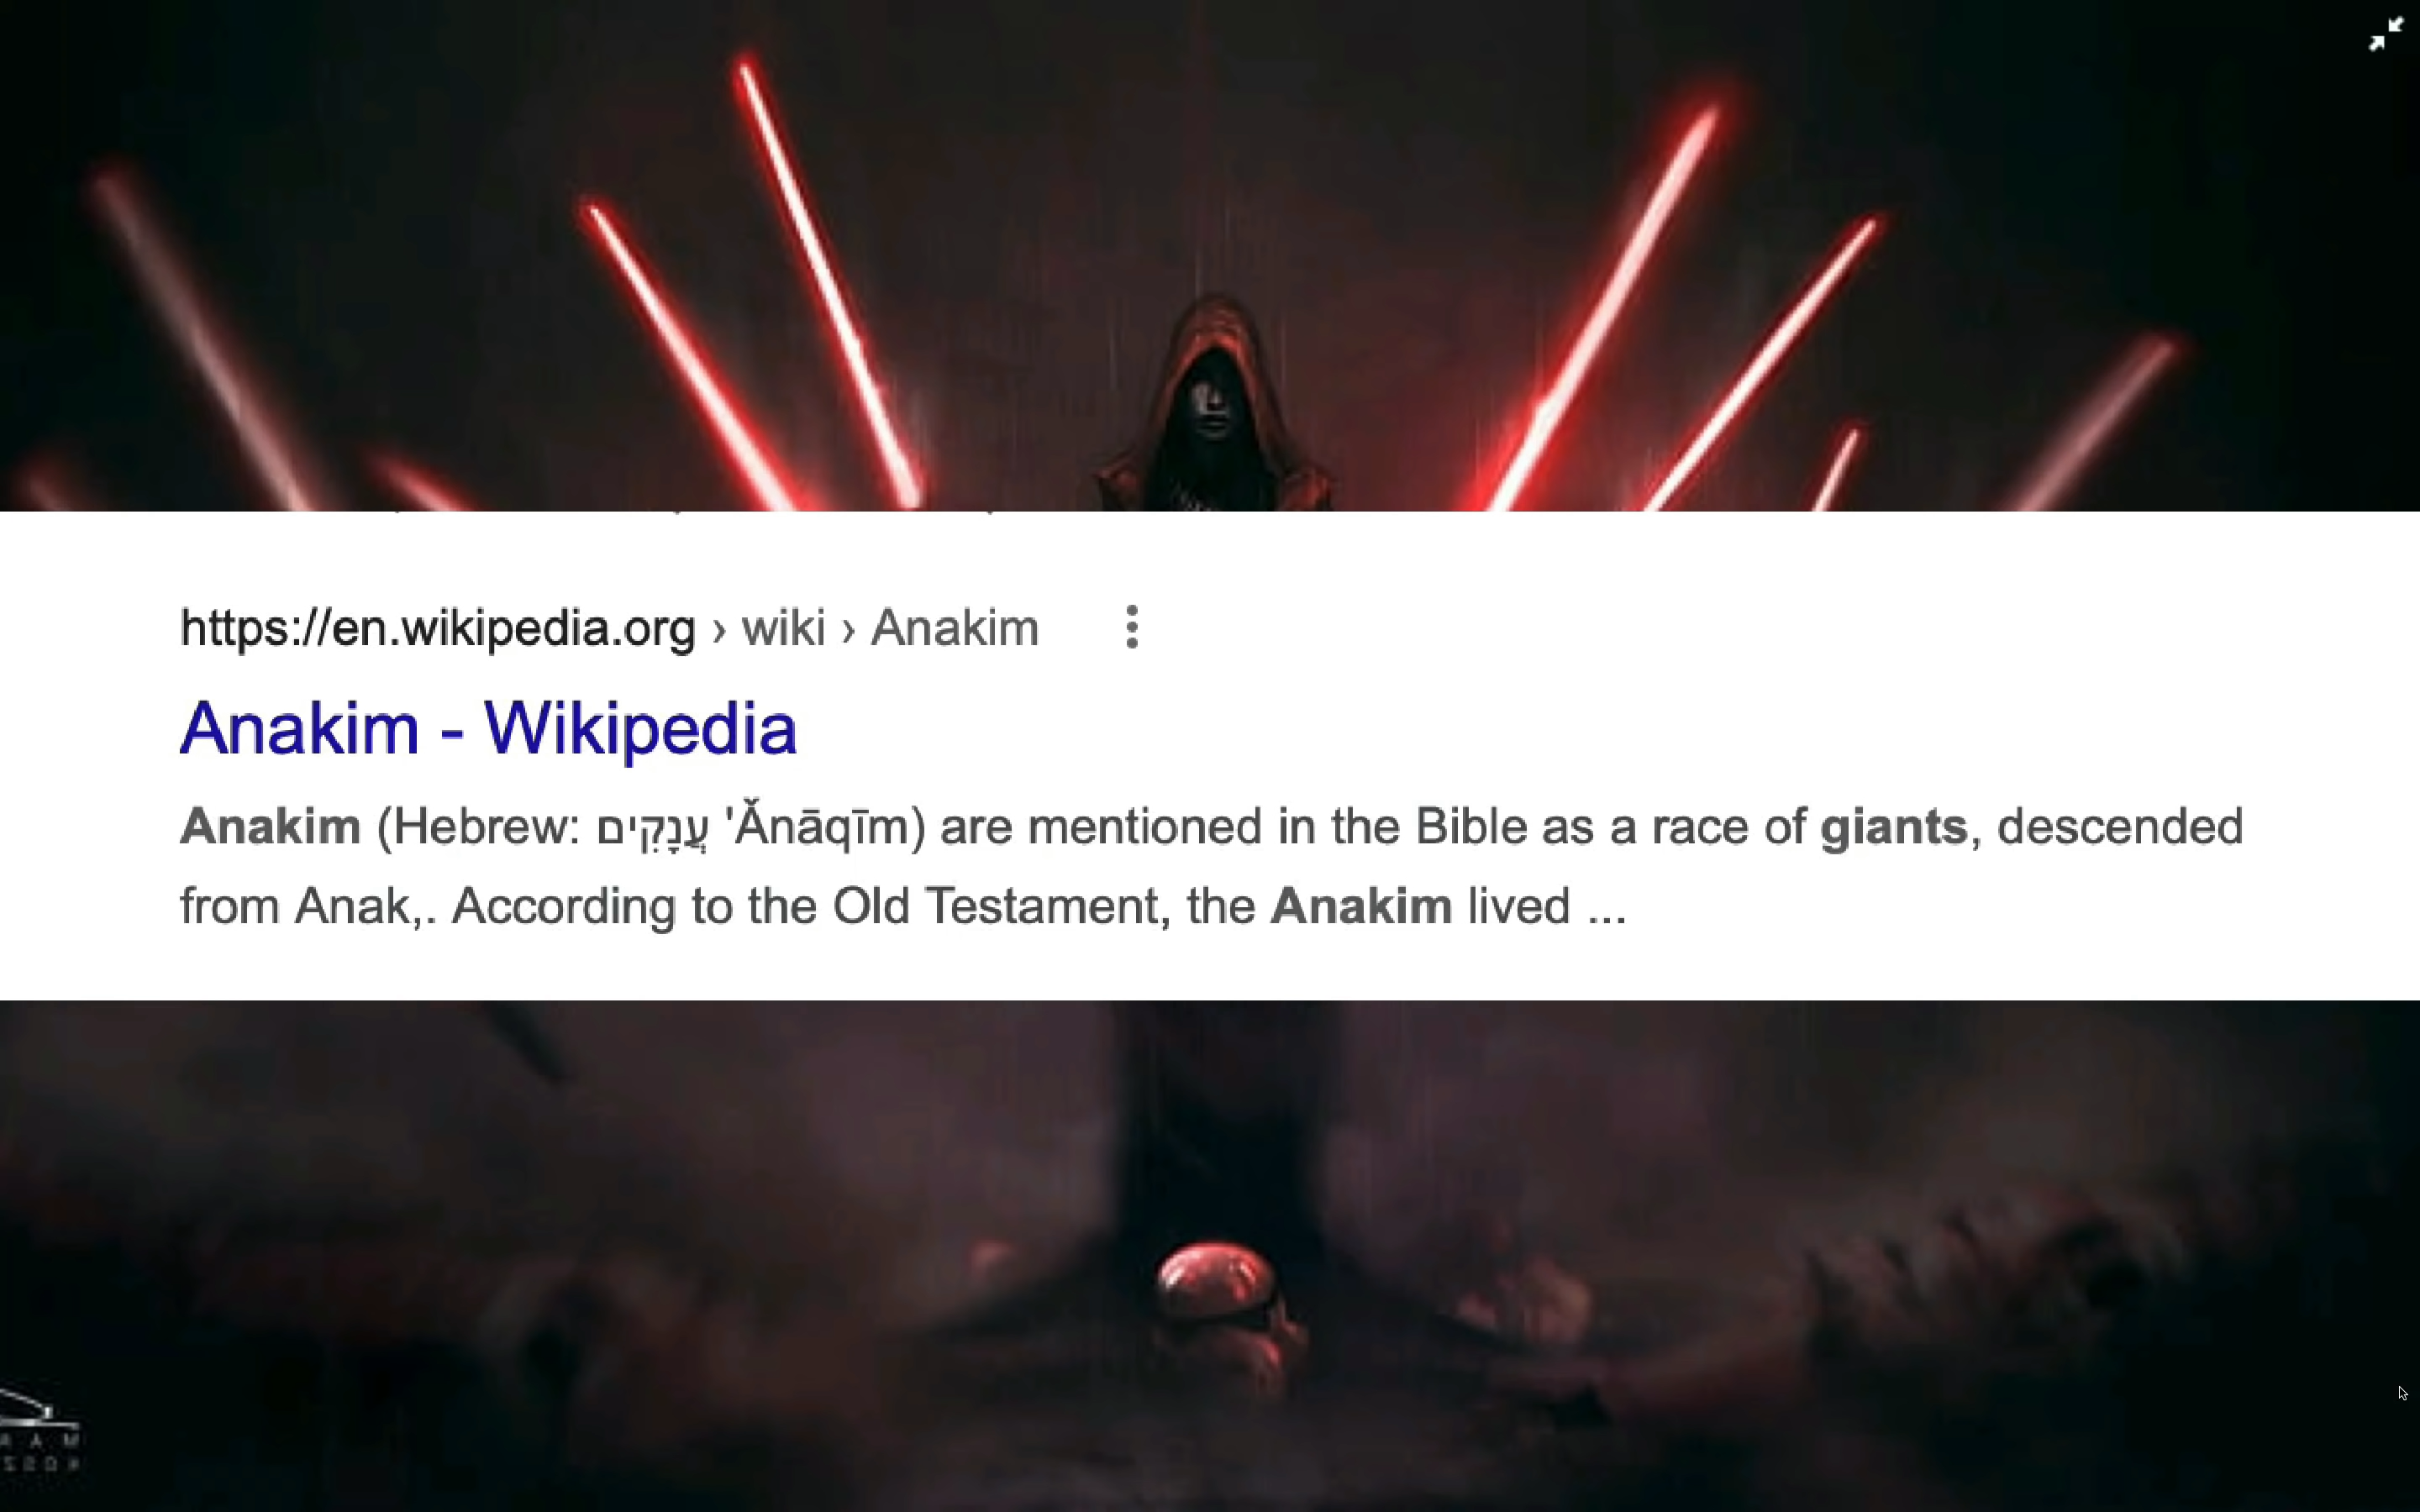 https://en.wikipedia.org › wiki › Anakim
Anakim - Wikipedia
Anakim (Hebrew: עֲנָקִים 'Ănāqīm) are mentioned in the Bible as a race of giants, descended
from Anak,. According to the Old Testament, the Anakim lived ...